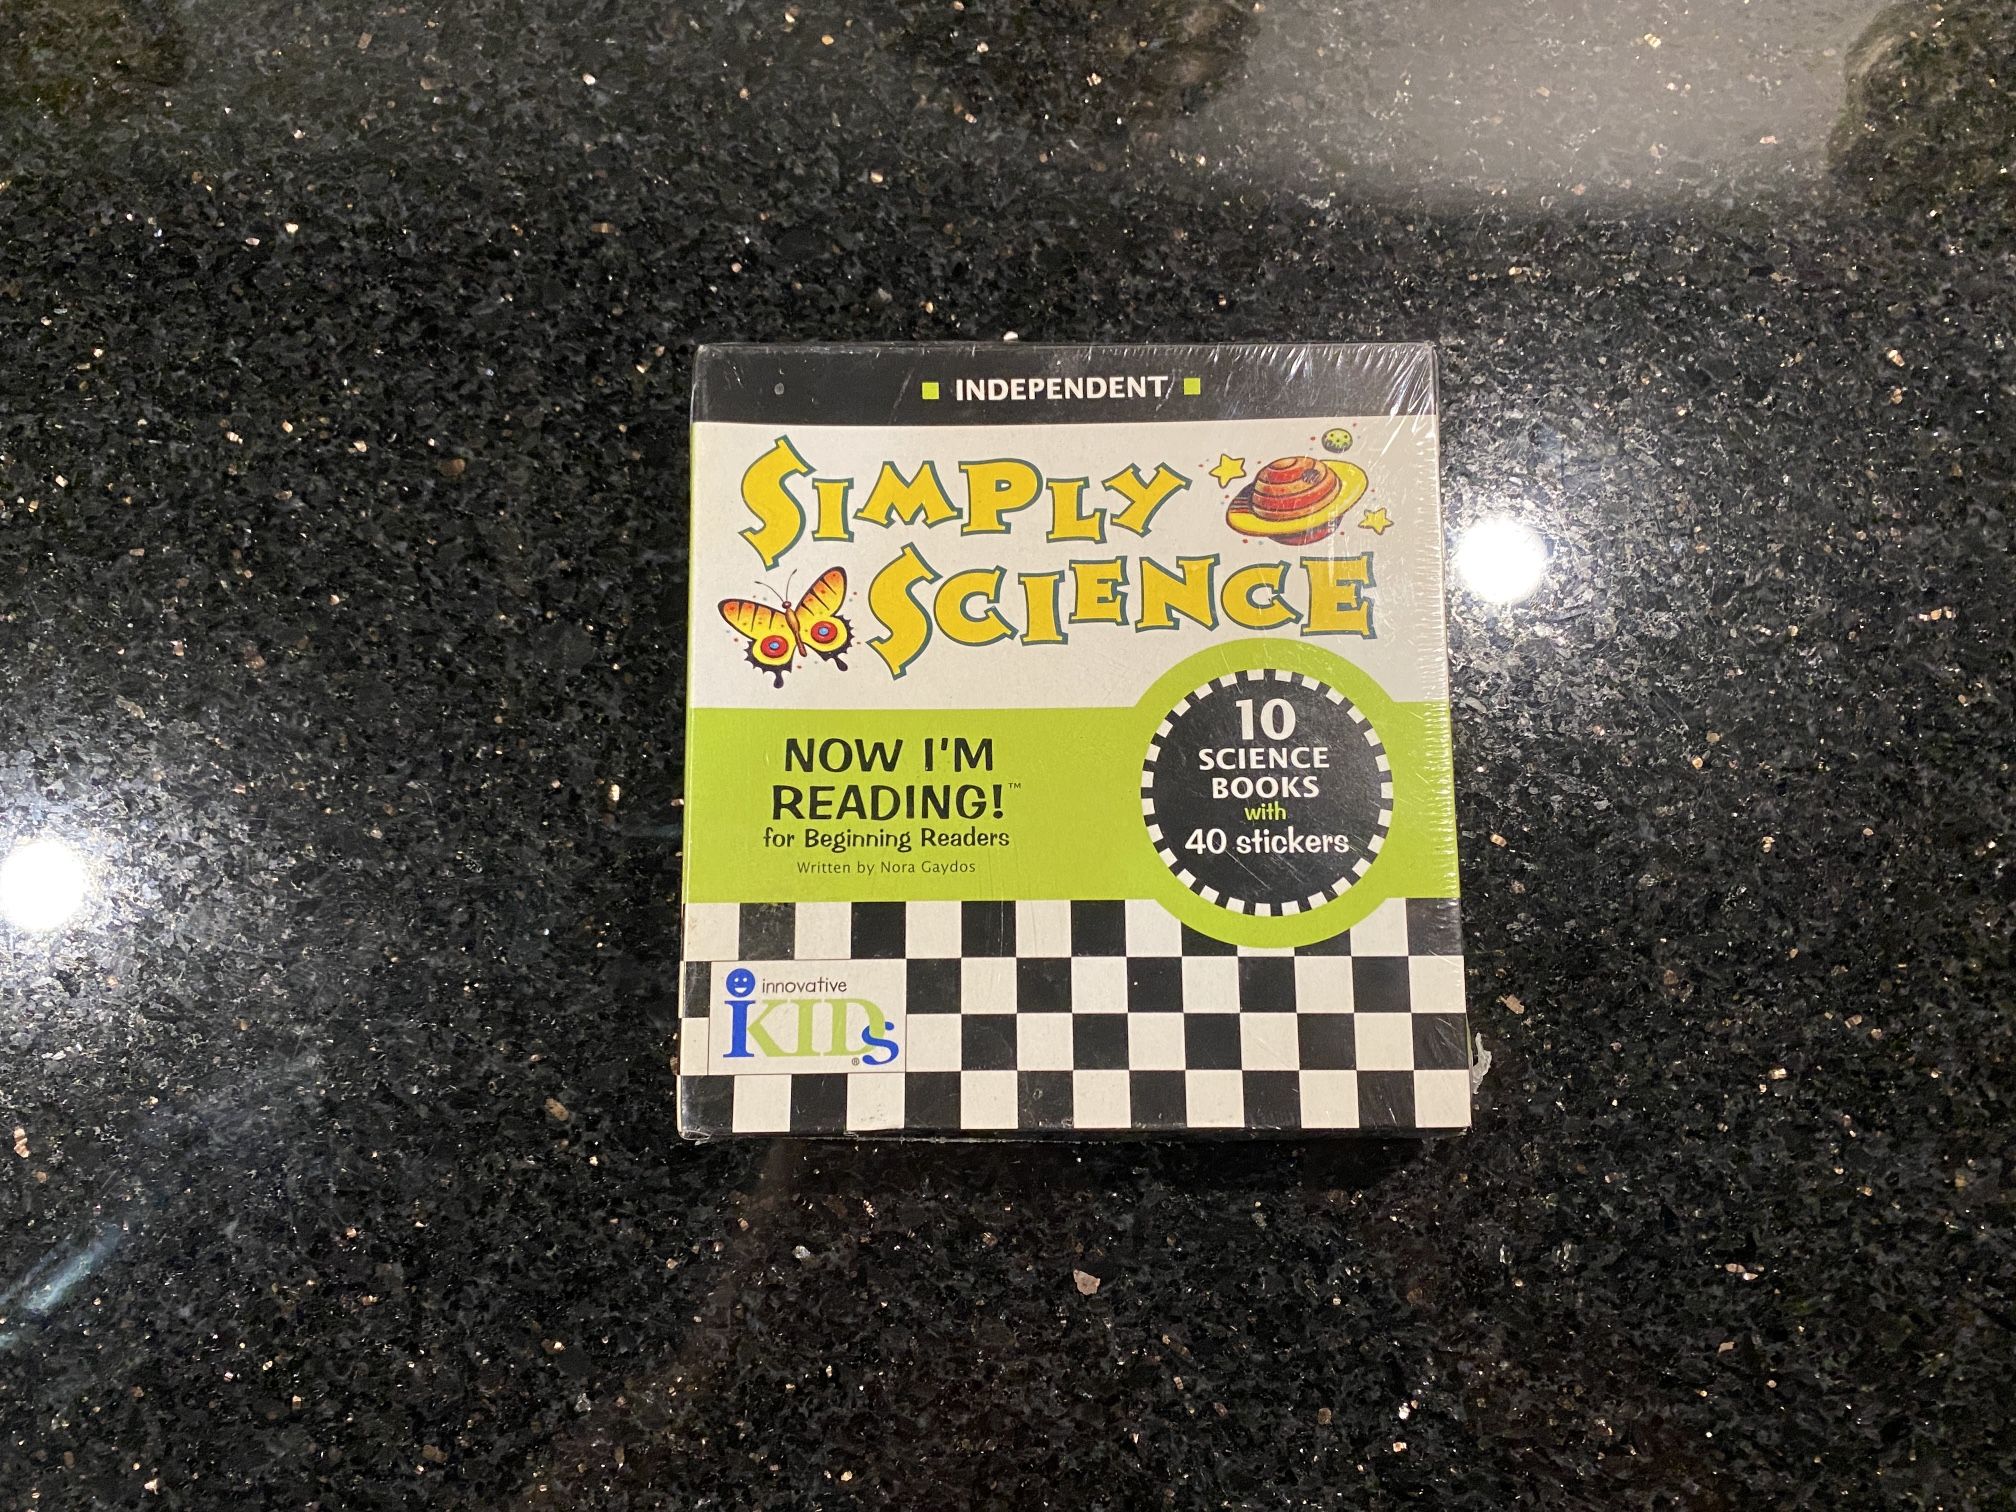 INDEPENDENT
SIMPLY
SCIENCE
NOW I'M
READING!™
for Beginning Readers
Written by Nora Gaydos
10
SCIENCE
BOOKS
with
40 stickers
innovative
iKIDs®